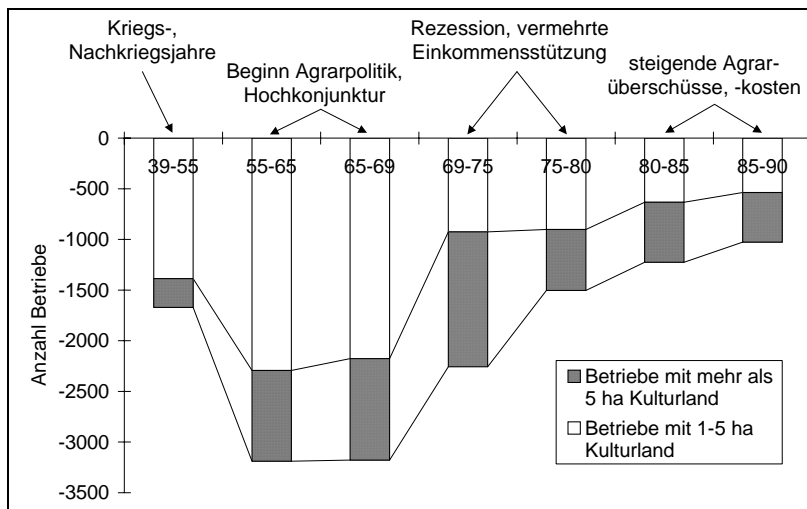 Kriegs-,
Nachkriegsjahre
Beginn Agrarpolitik,
Hochkonjunktur
Rezession, vermehrte
Einkommensstützung
steigende Agrar-
überschüsse, -kosten
Anzahl Betriebe
0
-500
-1000
-1500
-2000
-2500
-3000
-3500
39-55 55-65 65-69 69-75 75-80 80-85 85-90
Betriebe mit mehr als
5 ha Kulturland
Betriebe mit 1-5 ha
Kulturland